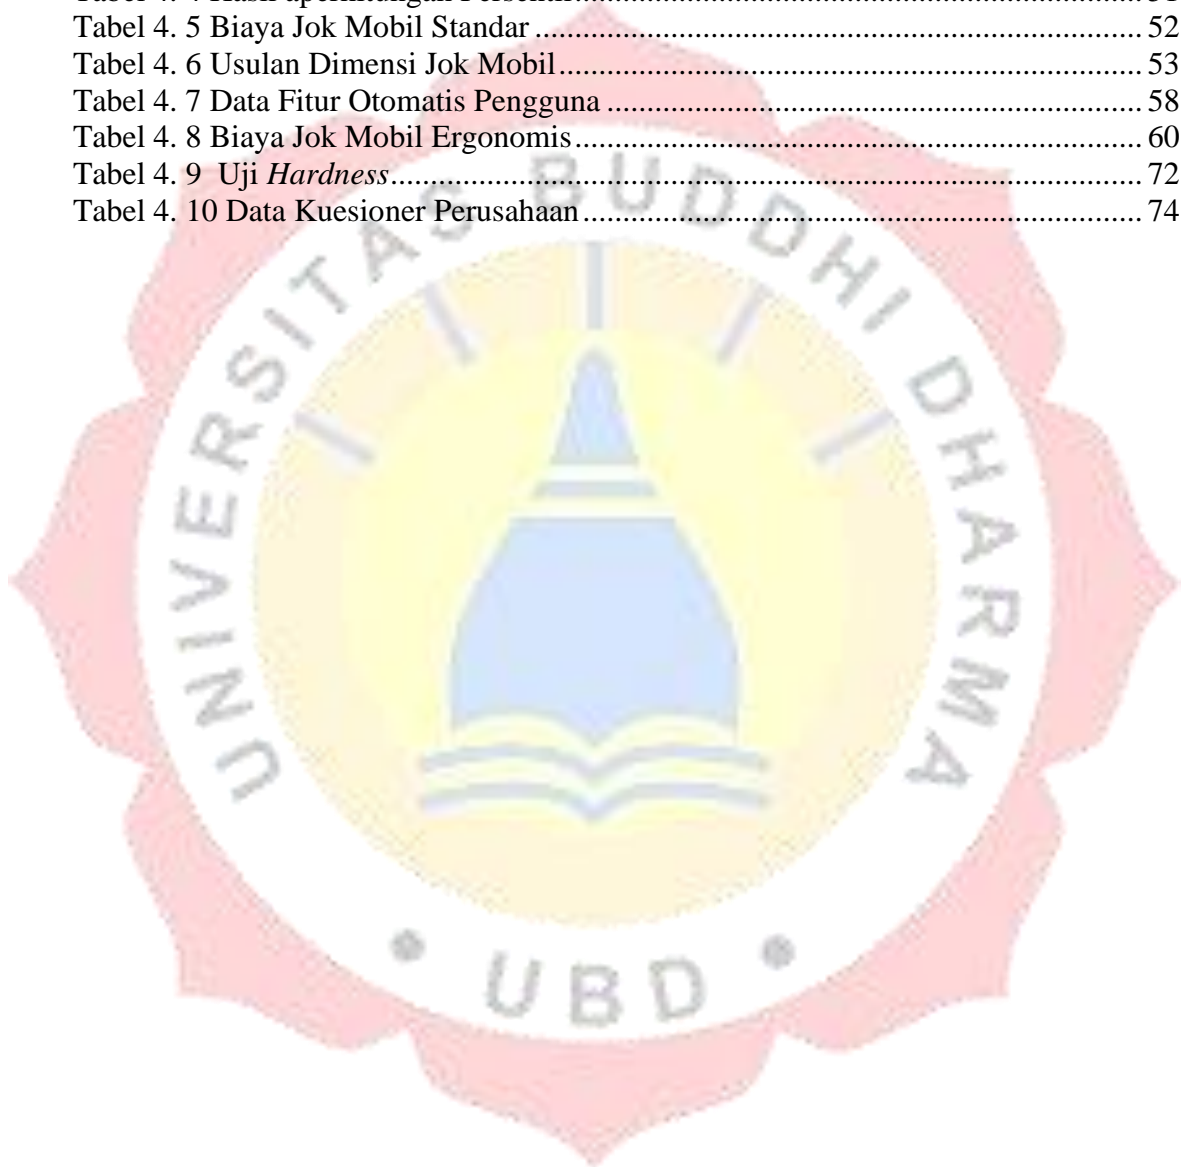 Tabel 4. 5 Biaya Jok Mobil Standar ........................................................................... 52
Tabel 4. 6 Usulan Dimensi Jok Mobil ........................................................................ 53
Tabel 4. 7 Data Fitur Otomatis Pengguna .................................................................. 58
Tabel 4. 8 Biaya Jok Mobil Ergonomis ...................................................................... 60
Tabel 4. 9 Uji Hardness .............................................................................................. 72
Tabel 4. 10 Data Kuesioner Perusahaan ..................................................................... 74
UNIVERSITAS BUDDHI DHARMA
• UBD •